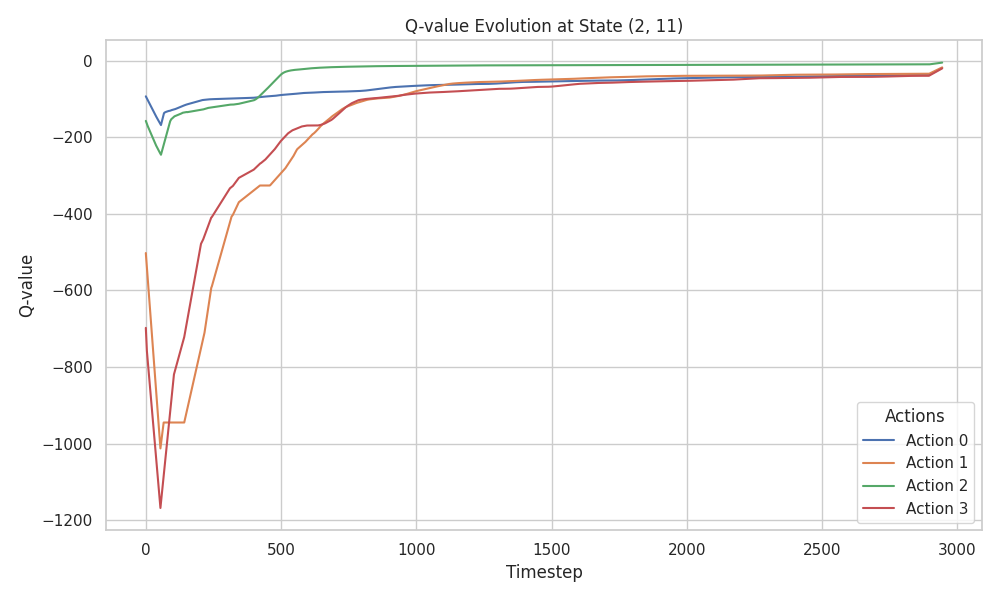 Q-value Evolution at State (2, 11)
Q-value
0
−200
−400
−600
−800
−1000
−1200
0 500 1000 1500 2000 2500 3000
Timestep
Actions
Action 0
Action 1
Action 2
Action 3